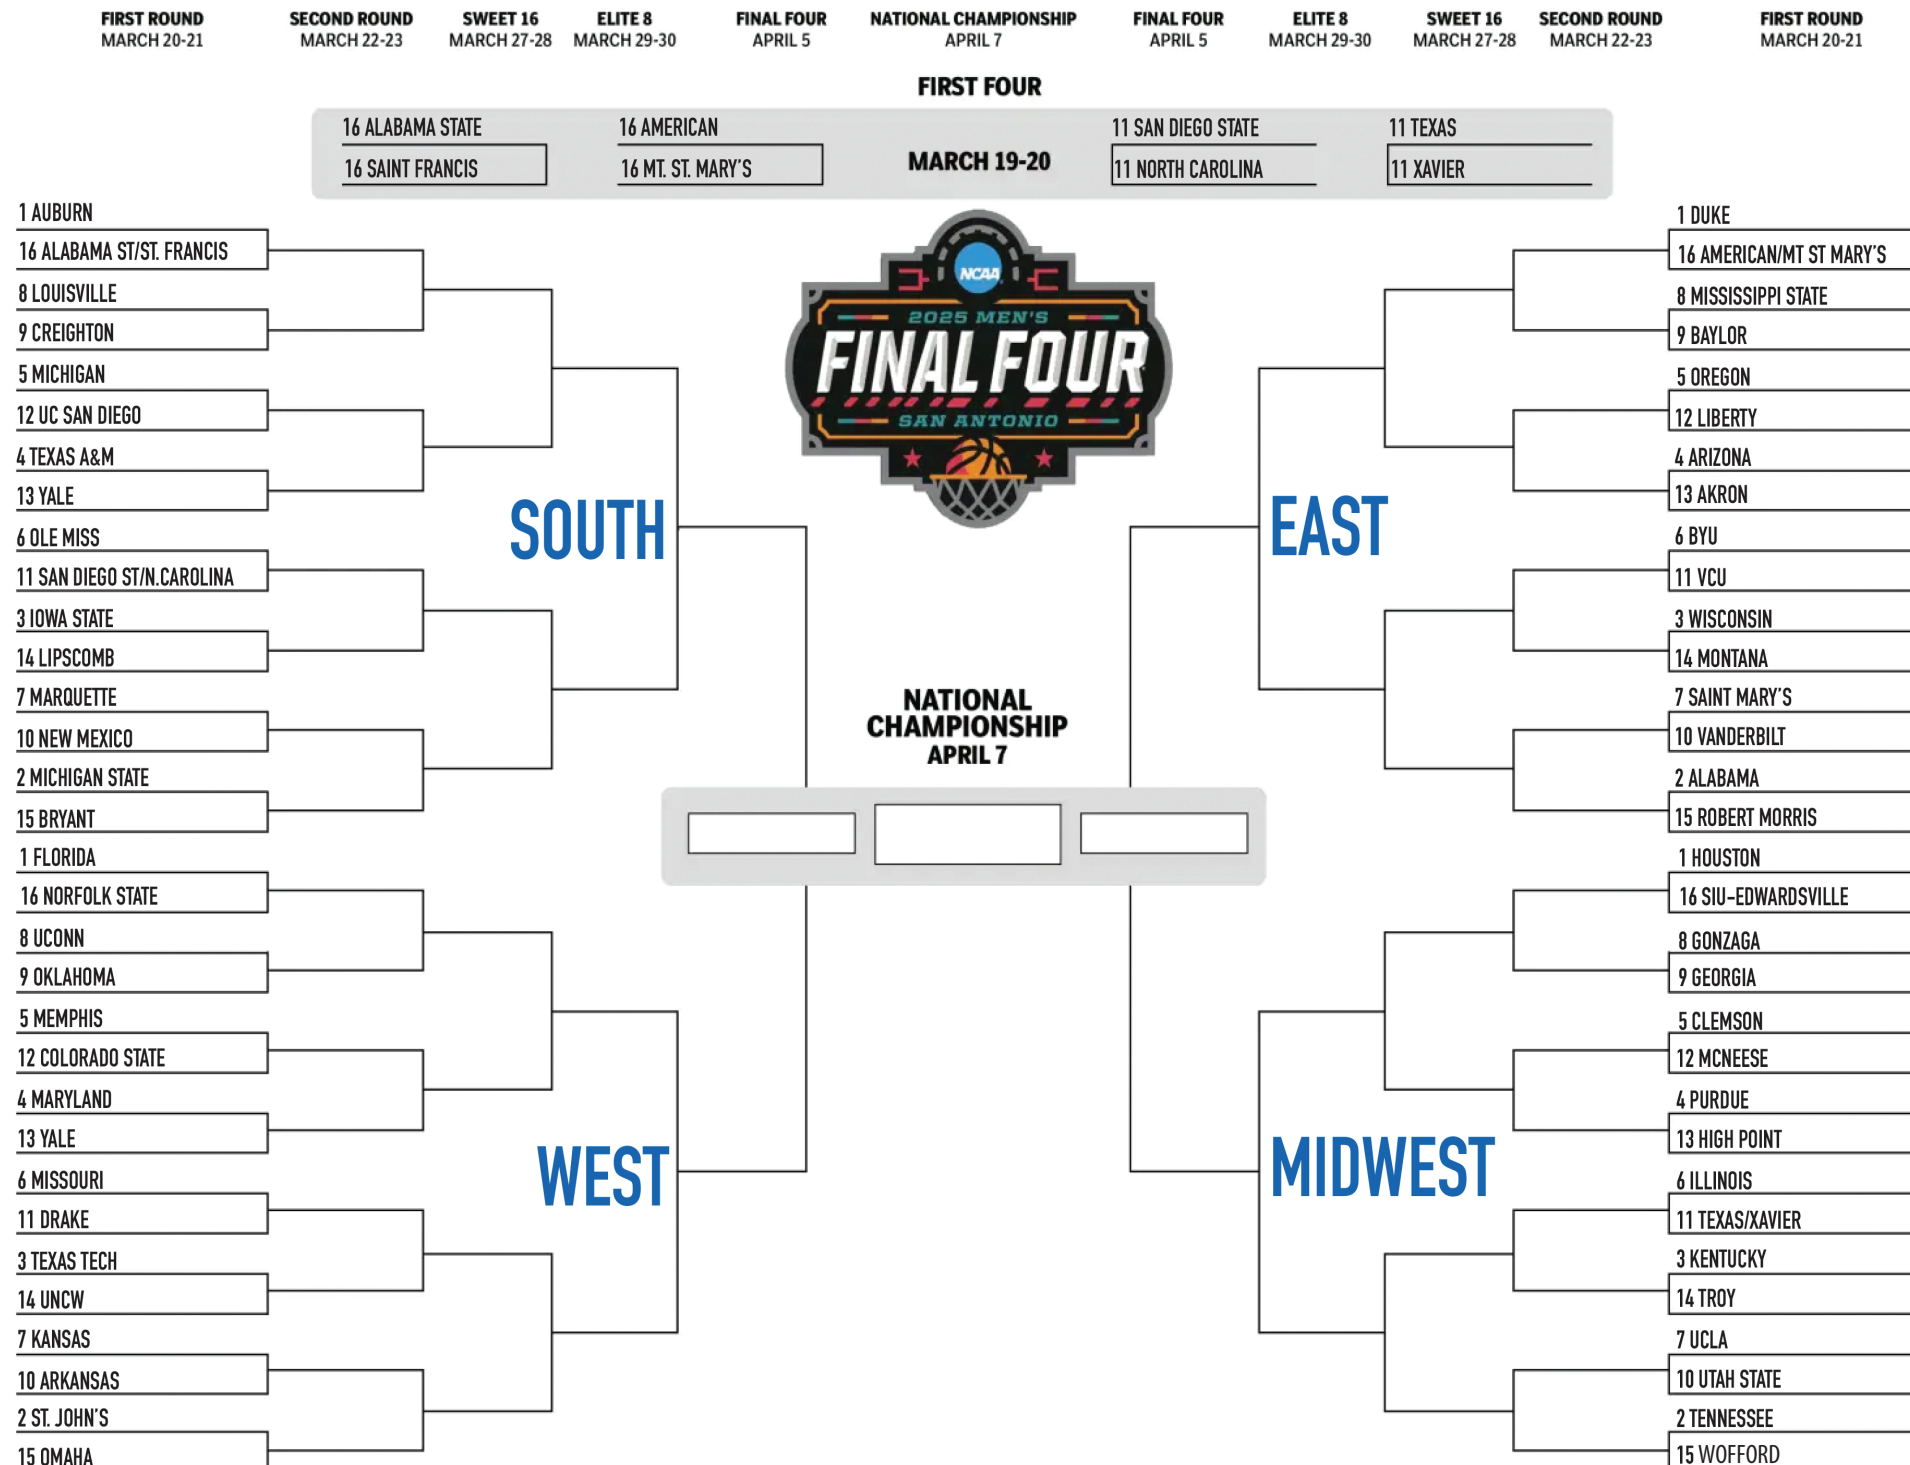 FIRST ROUND
MARCH 20-21
SECOND ROUND
MARCH 22-23
SWEET 16
MARCH 27-28
ELITE 8
MARCH 29-30
FINAL FOUR
APRIL 5
NATIONAL CHAMPIONSHIP
APRIL 7
FINAL FOUR
APRIL 5
ELITE 8
MARCH 29-30
SWEET 16
MARCH 27-28
SECOND ROUND
MARCH 22-23
FIRST ROUND
MARCH 20-21
FIRST FOUR
16 ALABAMA STATE
16 SAINT FRANCIS
16 AMERICAN
16 MT. ST. MARY'S
MARCH 19-20
11 SAN DIEGO STATE
11 NORTH CAROLINA
11 TEXAS
11 XAVIER
1 AUBURN
16 ALABAMA ST/ST. FRANCIS
8 LOUISVILLE
9 CREIGHTON
5 MICHIGAN
12 UC SAN DIEGO
4 TEXAS A&M
13 YALE
6 OLE MISS
11 SAN DIEGO ST/N.CAROLINA
3 IOWA STATE
14 LIPSCOMB
7 MARQUETTE
10 NEW MEXICO
2 MICHIGAN STATE
15 BRYANT
SOUTH
1 FLORIDA
16 NORFOLK STATE
8 UCONN
9 OKLAHOMA
5 MEMPHIS
12 COLORADO STATE
4 MARYLAND
13 YALE
6 MISSOURI
11 DRAKE
3 TEXAS TECH
14 UNCW
7 KANSAS
10 ARKANSAS
2 ST. JOHN'S
15 OMAHA
WEST
NCAA
2025 MEN'S
FINAL FOUR
SAN ANTONIO
NATIONAL
CHAMPIONSHIP
APRIL 7
1 DUKE
16 AMERICAN/MT ST MARY'S
8 MISSISSIPPI STATE
9 BAYLOR
5 OREGON
12 LIBERTY
4 ARIZONA
13 AKRON
6 BYU
11 VCU
3 WISCONSIN
14 MONTANA
7 SAINT MARY'S
10 VANDERBILT
2 ALABAMA
15 ROBERT MORRIS
EAST
1 HOUSTON
16 SIU-EDWARDSVILLE
8 GONZAGA
9 GEORGIA
5 CLEMSON
12 MCNEESE
4 PURDUE
13 HIGH POINT
6 ILLINOIS
11 TEXAS/XAVIER
3 KENTUCKY
14 TROY
7 UCLA
10 UTAH STATE
2 TENNESSEE
15 WOFFORD
MIDWEST